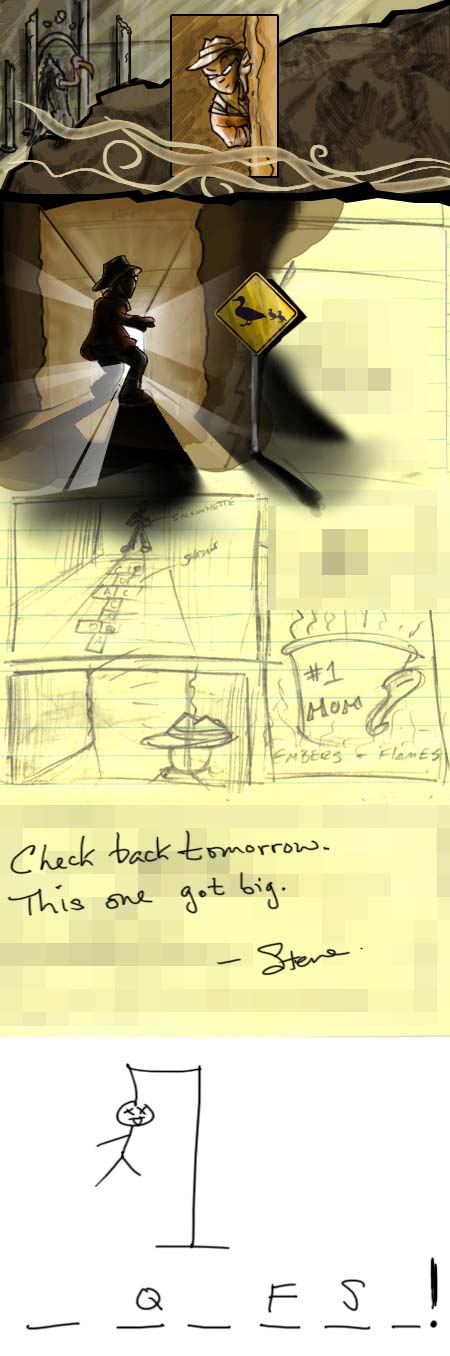 SILHOUETTE
SHADOW
#1
MOM
EMBERS + FLAMES
Check back tomorrow.
This one got big.
- Steve
Q F S !